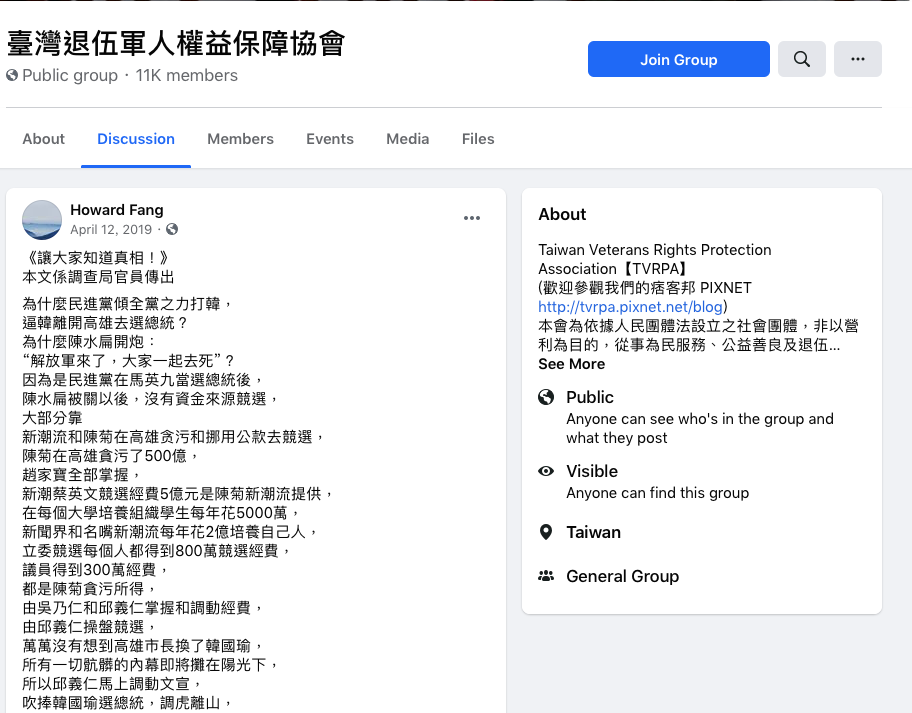 臺灣退伍軍人權益保障協會
Public group · 11K members
Join Group
About
Discussion
Members
Events
Media
Files
Howard Fang
April 12, 2019 ·
《讓大家知道真相！》
本文係調查局官員傳出
為什麼民進黨傾全黨之力打韓，
逼韓離開高雄去選總統？
為什麼陳水扁開炮：
“解放軍來了，大家一起去死”？
因為是民進黨在馬英九當選總統後，
陳水扁被關以後，沒有資金來源競選，
大部分靠
新潮流和陳菊在高雄貪污和挪用公款去競選，
陳菊在高雄貪污了500億，
趙家寶全部掌握，
新潮蔡英文競選經費5億元是陳菊新潮流提供，
在每個大學培養組織學生每年花5000萬，
新聞界和名嘴新潮流每年花2億培養自己人，
立委競選每個人都得到800萬競選經費，
議員得到300萬經費，
都是陳菊貪污所得，
由吳乃仁和邱義仁掌握和調動經費，
由邱義仁操盤競選，
萬萬沒有想到高雄市長換了韓國瑜，
所有一切骯髒的內幕即將攤在陽光下，
所以邱義仁馬上調動文宣，
吹捧韓國瑜選總統，調虎離山，
About
Taiwan Veterans Rights Protection
Association【TVRPA】
(歡迎參觀我們的痞客邦 PIXNET
http://tvrpa.pixnet.net/blog)
本會為依據人民團體法設立之社會團體，非以營
利為目的，從事為民服務、公益善良及退伍...
See More
Public
Anyone can see who's in the group and
what they post
Visible
Anyone can find this group
Taiwan
General Group